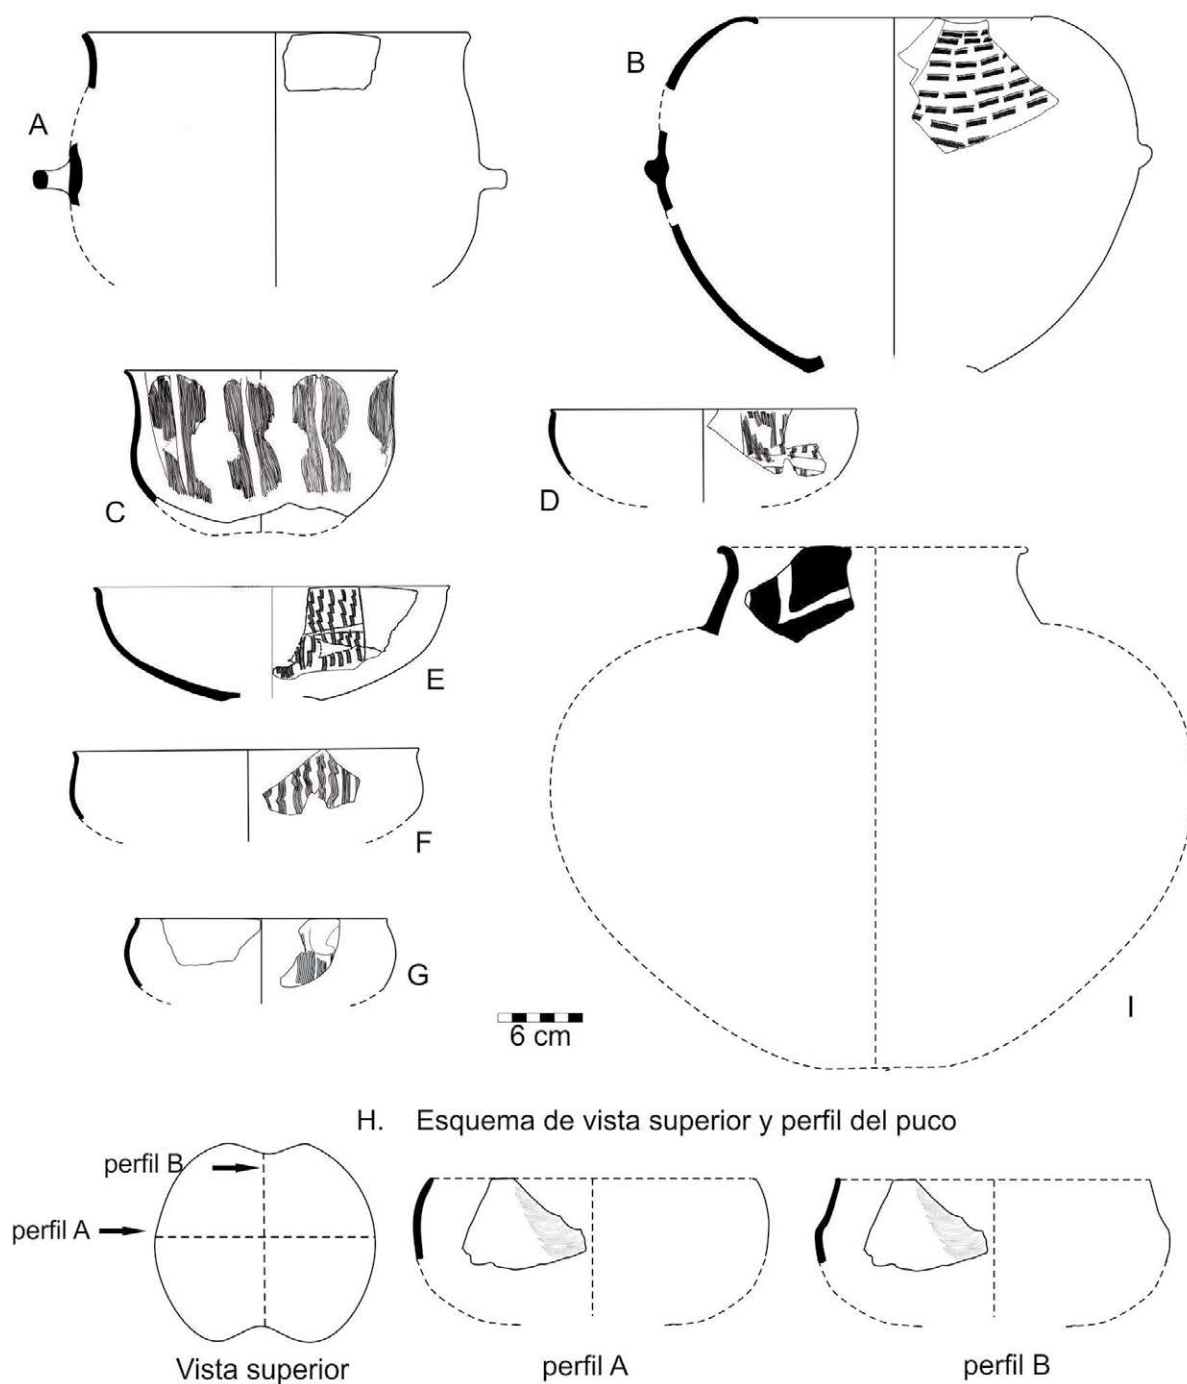 A
B
C
D
E
F
G
I
6 cm
H. Esquema de vista superior y perfil del puco
perfil B
perfil A
Vista superior
perfil A
perfil B